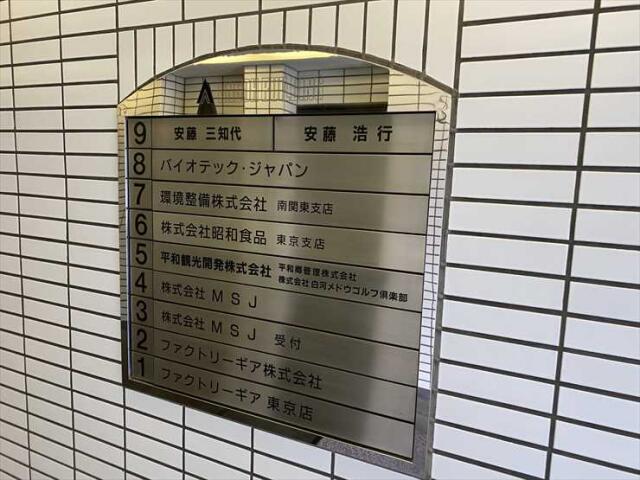 9 安藤 三知代 安藤 浩行
8 バイオテック・ジャパン
7 環境整備株式会社 南関東支店
6 株式会社昭和食品 東京支店
5 平和観光開発株式会社 平和郷管理株式会社
株式会社白河メドウゴルフ倶楽部
4 株式会社 MSJ
3 株式会社 MSJ 受付
2 ファクトリーギア株式会社
1 ファクトリーギア 東京店